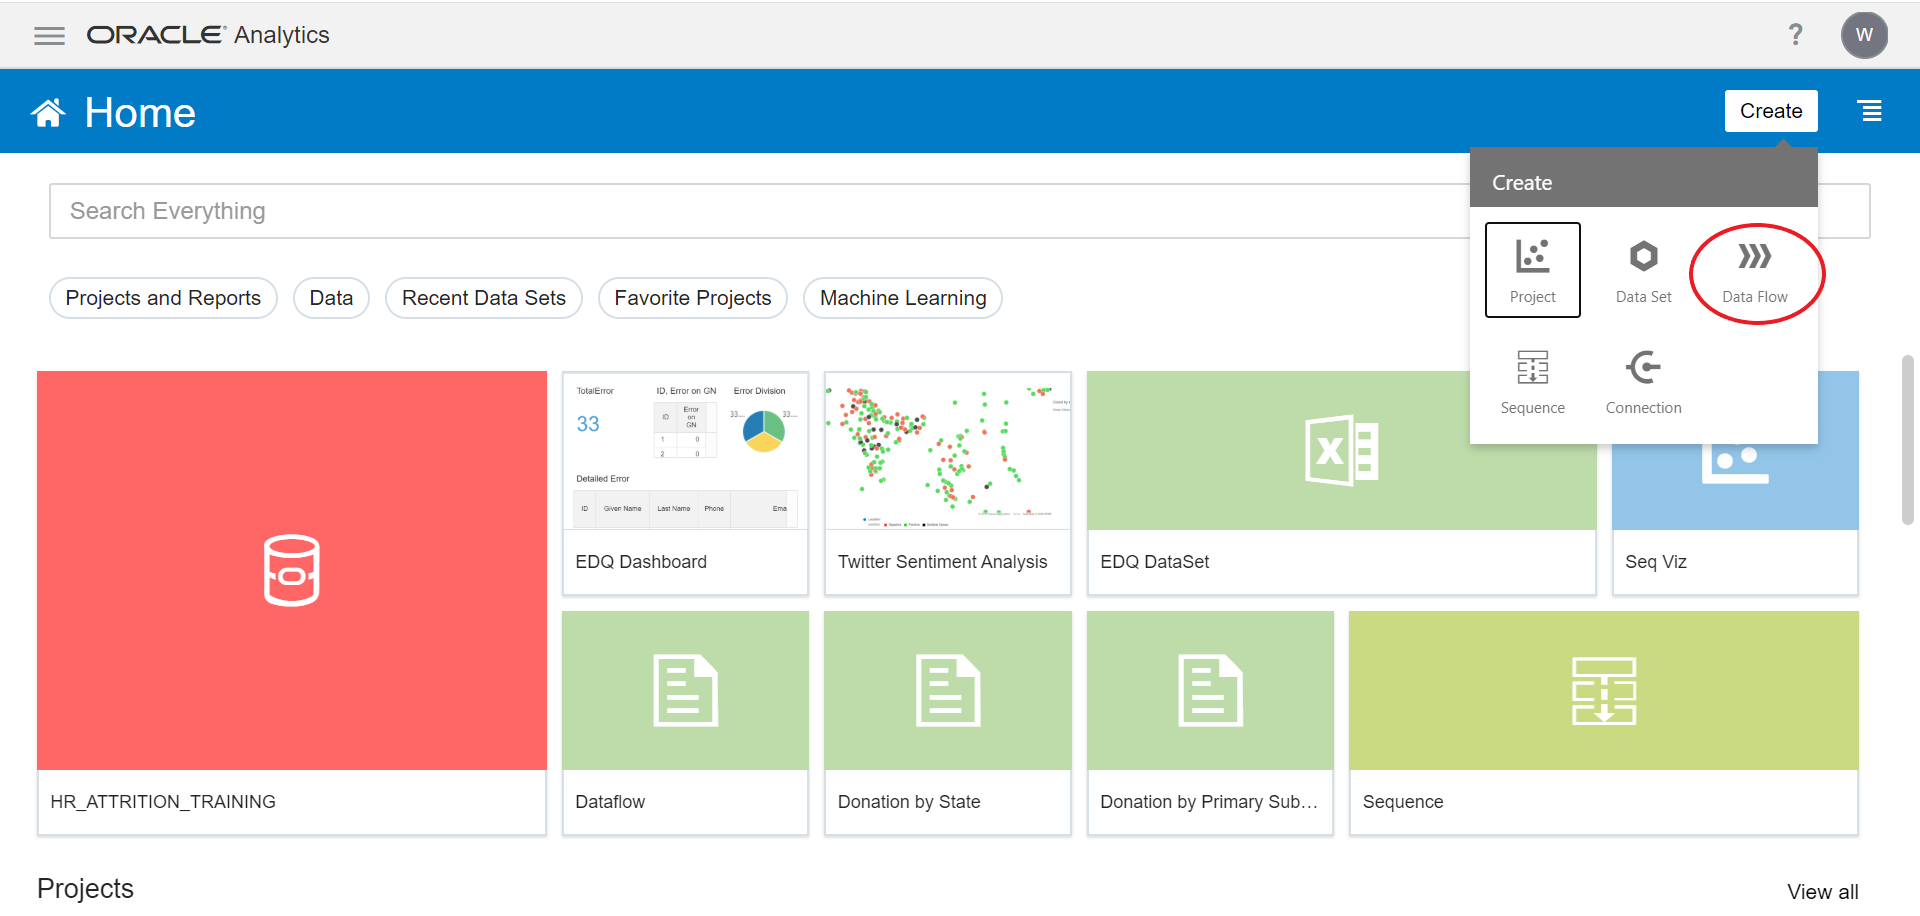 ORACLE Analytics
?
W
Home
Create
Create
Search Everything
Project
Data Set
Data Flow
Projects and Reports
Data
Recent Data Sets
Favorite Projects
Machine Learning
Sequence
Connection
TotalError
ID, Error on GN
Error Division
33
ID
Error on GN
1 0
2 0
33...
33...
Detailed Error
ID Given Name Last Name Phone Ema
X
EDQ Dashboard
Twitter Sentiment Analysis
EDQ DataSet
Seq Viz
HR_ATTRITION_TRAINING
Dataflow
Donation by State
Donation by Primary Sub...
Sequence
Projects
View all